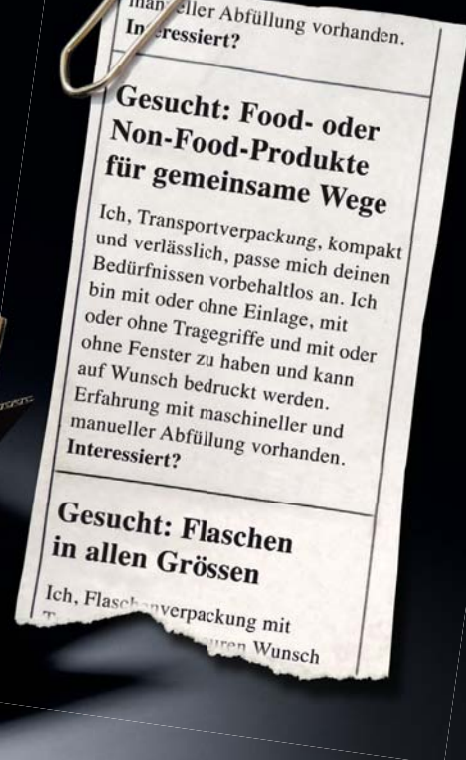 eller Abfüllung vorhanden.
Interessiert?
Gesucht: Food- oder
Non-Food-Produkte
für gemeinsame Wege
Ich, Transportverpackung, kompakt
und verlässlich, passe mich deinen
Bedürfnissen vorbehaltlos an. Ich
bin mit oder ohne Einlage, mit
oder ohne Tragegriffe und mit oder
ohne Fenster zu haben und kann
auf Wunsch bedruckt werden.
Erfahrung mit maschineller und
manueller Abfüllung vorhanden.
Interessiert?
Gesucht: Flaschen
in allen Grössen
Ich, Flaschenverpackung mit
Wunsch